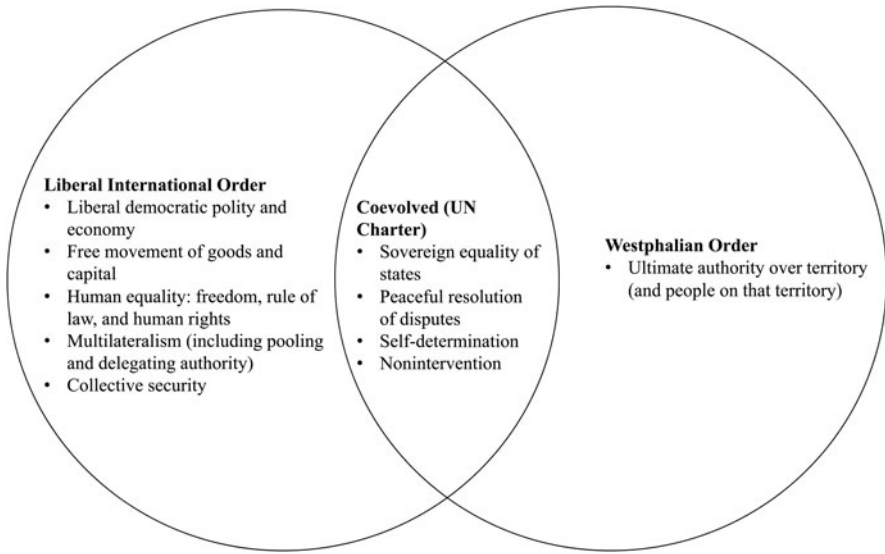 Liberal International Order
• Liberal democratic polity and
economy
• Free movement of goods and
capital
• Human equality: freedom, rule of
law, and human rights
• Multilateralism (including pooling
and delegating authority)
• Collective security
Coevolved (UN
Charter)
• Sovereign equality of
states
• Peaceful resolution
of disputes
• Self-determination
• Nonintervention
Westphalian Order
• Ultimate authority over territory
(and people on that territory)